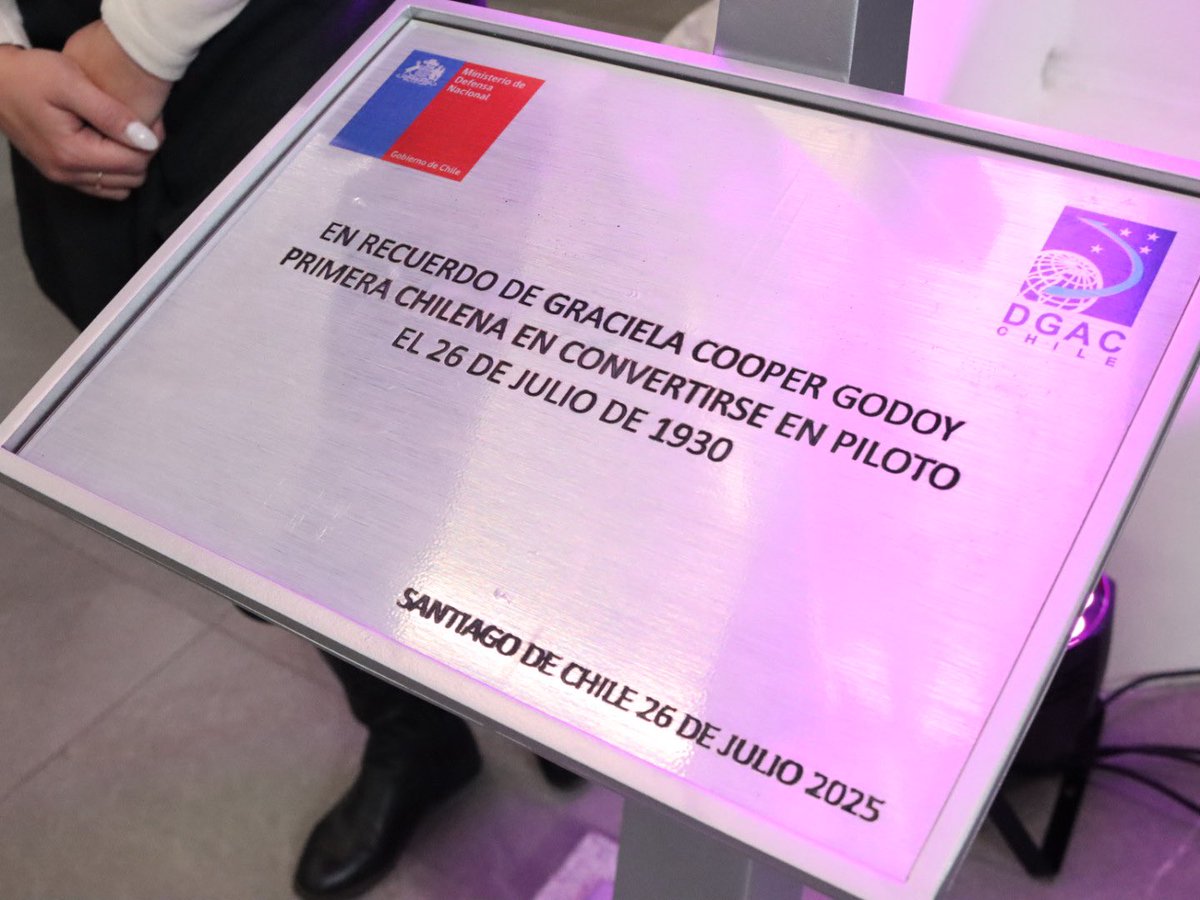 Ministerio de
Defensa
Nacional
Gobierno de Chile
DGAC
CHILE
EN RECUERDO DE GRACIELA COOPER GODOY
PRIMERA CHILENA EN CONVERTIRSE EN PILOTO
EL 26 DE JULIO DE 1930
SANTIAGO DE CHILE 26 DE JULIO 2025